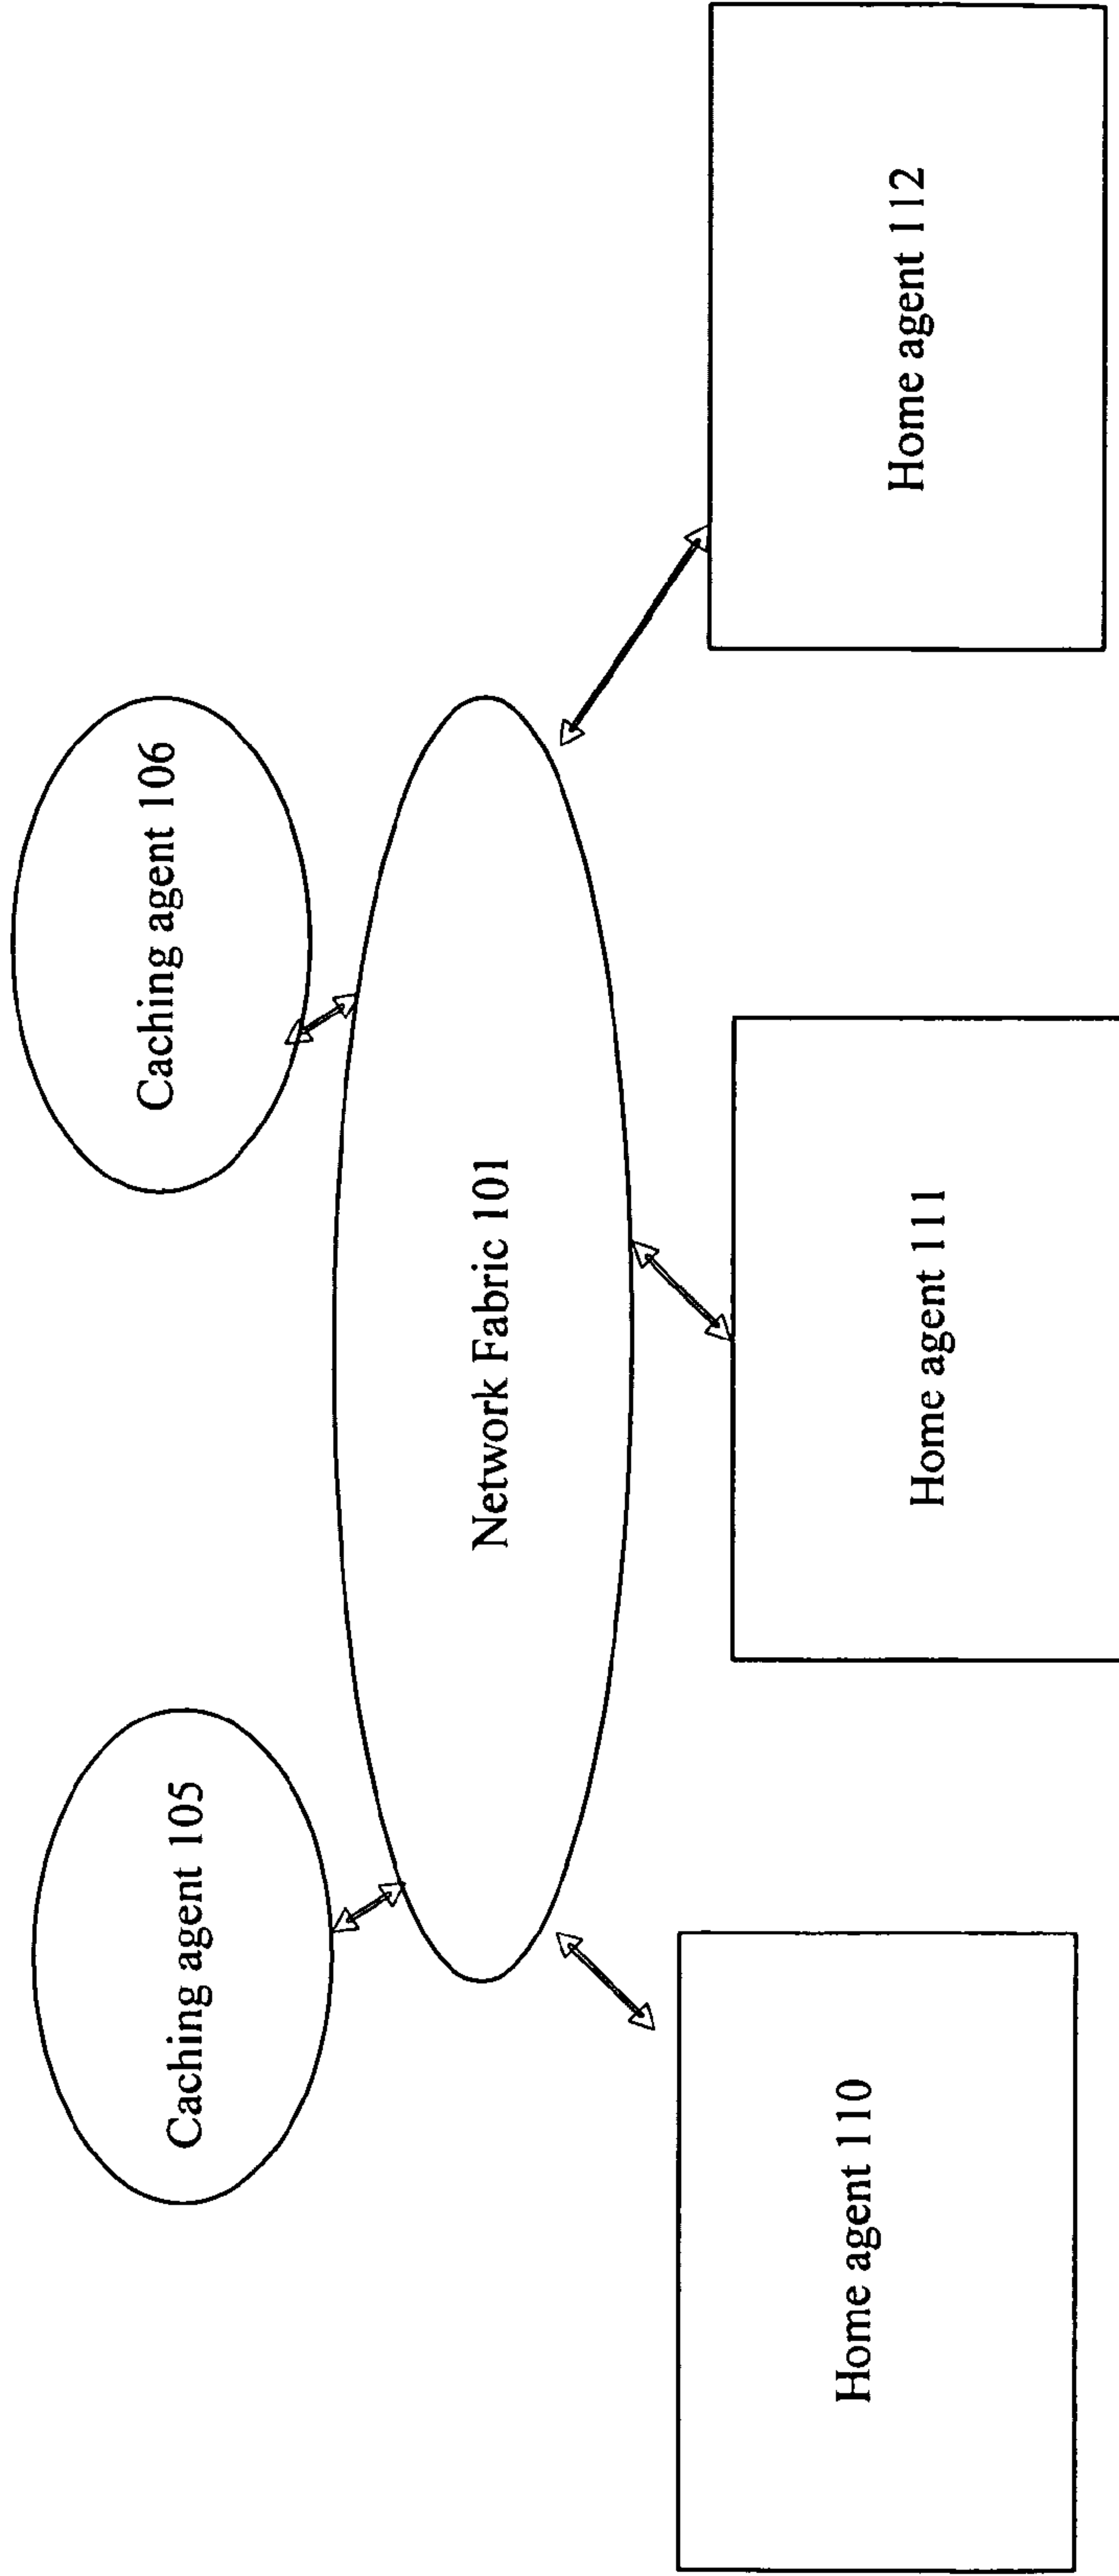 Caching agent 105
Caching agent 106
Network Fabric 101
Home agent 110
Home agent 111
Home agent 112